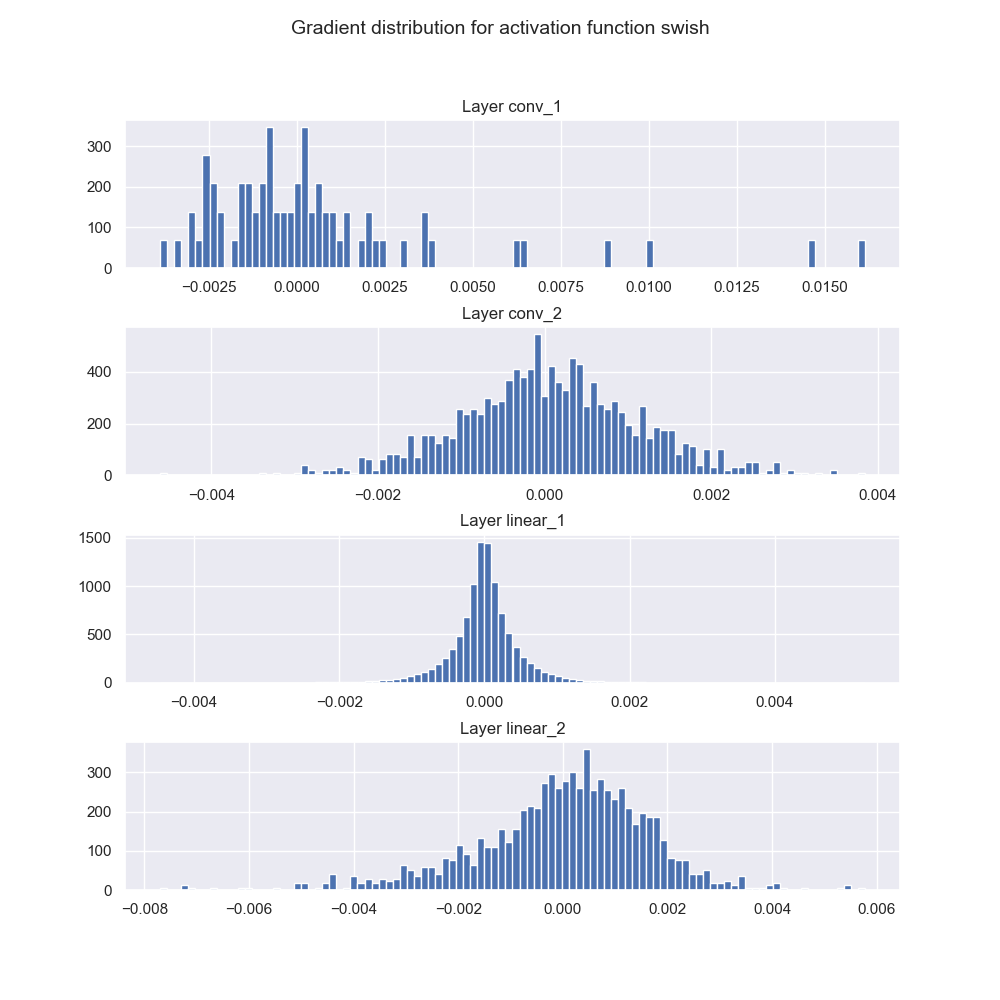 Gradient distribution for activation function swish
Layer conv_1
300
200
100
0
−0.0025 0.0000 0.0025 0.0050 0.0075 0.0100 0.0125 0.0150
Layer conv_2
400
200
0
−0.004 −0.002 0.000 0.002 0.004
Layer linear_1
1500
1000
500
0
−0.004 −0.002 0.000 0.002 0.004
Layer linear_2
300
200
100
0
−0.008 −0.006 −0.004 −0.002 0.000 0.002 0.004 0.006